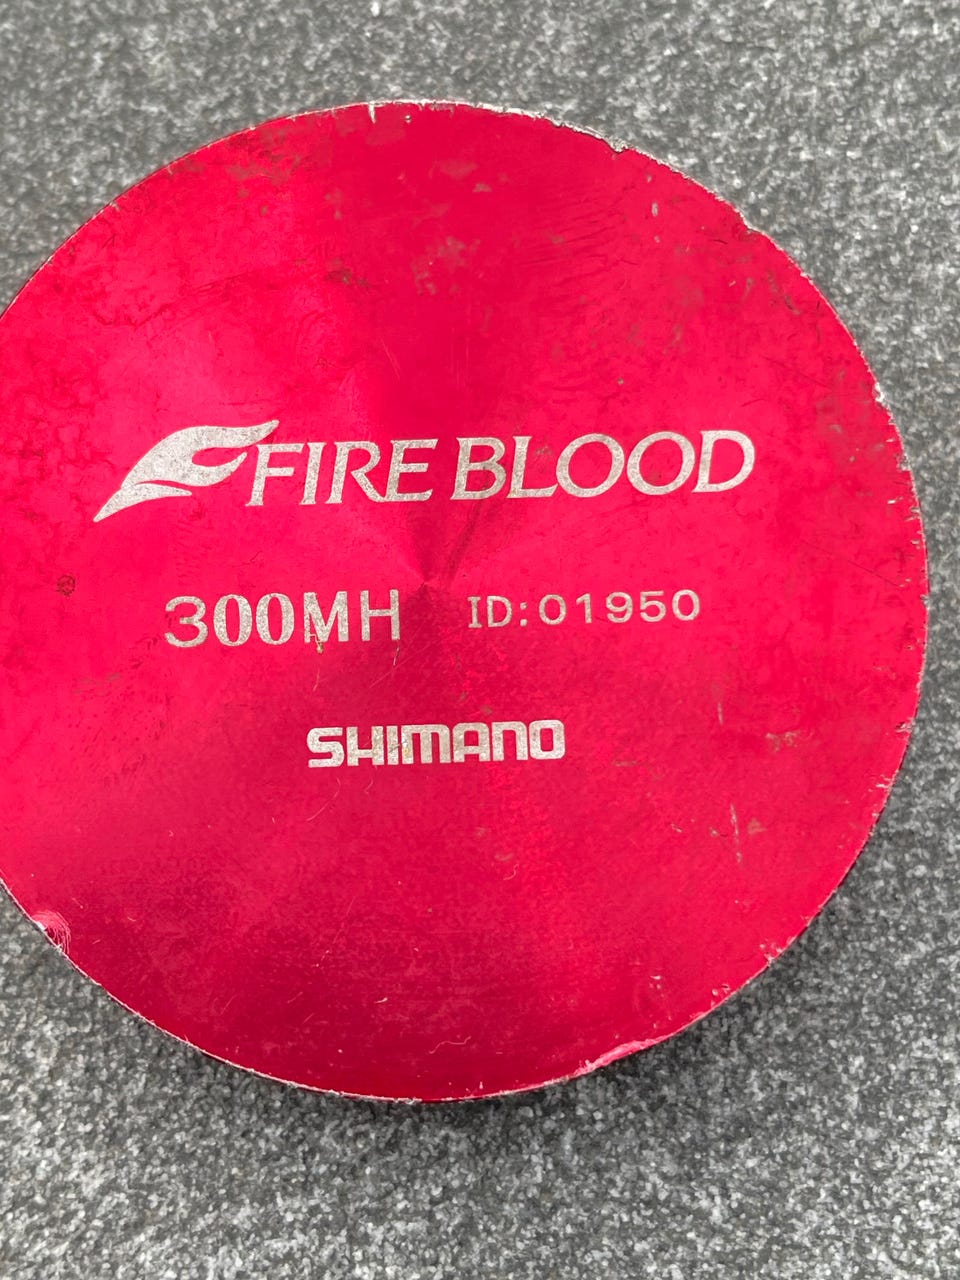 FIRE BLOOD
300MH ID:01950
SHIMANO